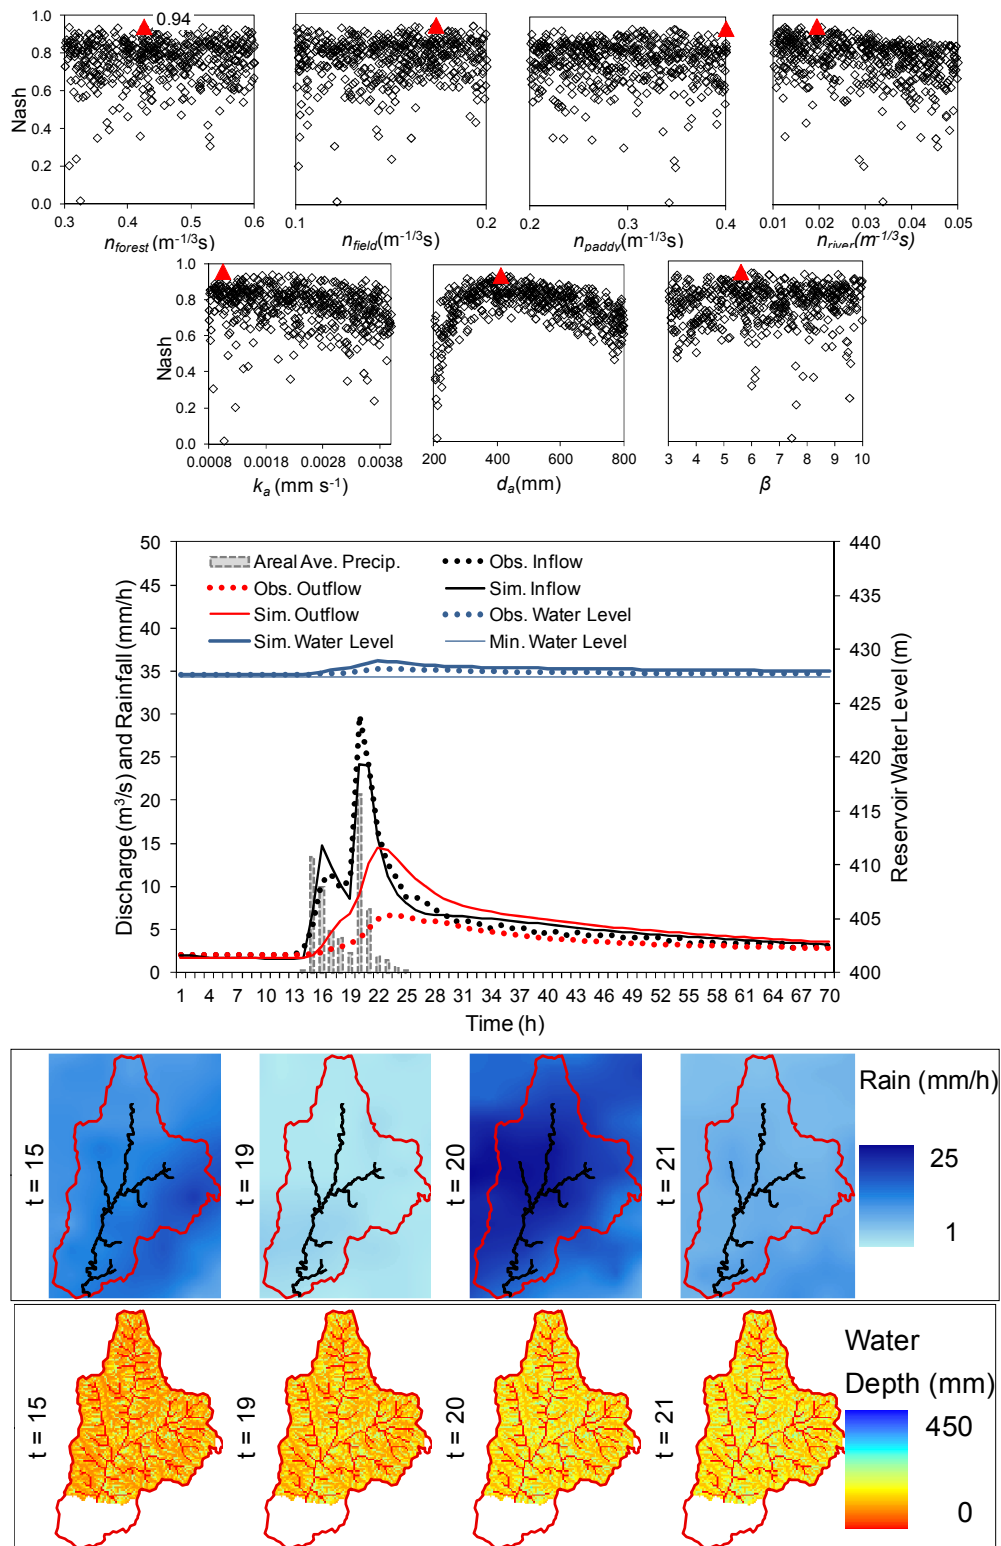 0.94
1.0
0.8
0.6
0.4
0.2
0.0
Nash
0.3 0.4 0.5 0.6
0.1 0.2
0.2 0.3 0.4
0.01 0.02 0.03 0.04 0.05
n_forest (m-1/3s)
n_field (m-1/3s)
n_paddy (m-1/3s)
n_river (m-1/3s)
1.0
0.8
0.6
0.4
0.2
0.0
Nash
0.0008 0.0018 0.0028 0.0038
200 400 600 800
3 4 5 6 7 8 9 10
k_a (mm s-1)
d_a (mm)
β
50
45
40
35
30
25
20
15
10
5
0
Discharge (m3/s) and Rainfall (mm/h)
Areal Ave. Precip.
Obs. Inflow
Obs. Outflow
Sim. Inflow
Sim. Outflow
Obs. Water Level
Sim. Water Level
Min. Water Level
440
435
430
425
420
415
410
405
400
Reservoir Water Level (m)
1 4 7 10 13 16 19 22 25 28 31 34 37 40 43 46 49 52 55 58 61 64 67 70
Time (h)
t = 15
t = 19
t = 20
t = 21
Rain (mm/h)
25
1
t = 15
t = 19
t = 20
t = 21
Water
Depth (mm)
450
0